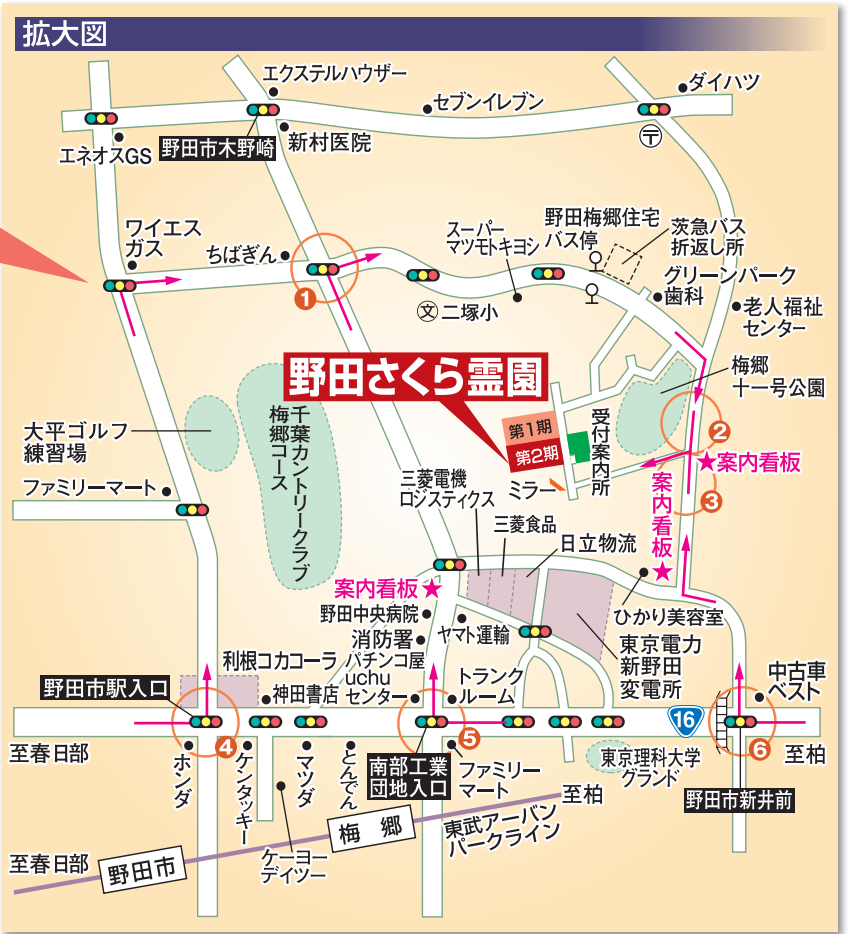 拡大図
エクステルハウザー
セブンイレブン
ダイハツ
エネオスGS
野田市木野崎
新村医院
〒
ワイエス
ガス
ちばぎん
1
スーパー
マツモトキヨシ
野田梅郷住宅
バス停
茨急バス
折返し所
グリーンパーク
歯科
文
二塚小
老人福祉
センター
野田さくら霊園
梅郷
十一号公園
大平ゴルフ
練習場
千葉カントリークラブ
梅郷コース
第1期
第2期
受付案内所
2
案内看板
ファミリーマート
三菱電機
ロジスティクス
ミラー
案内看板
3
三菱食品
日立物流
案内看板
野田中央病院
消防署
ヤマト運輸
ひかり美容室
東京電力
新野田
変電所
利根コカコーラ
パチンコ屋
uchu
センター
トランク
ルーム
中古車
ベスト
野田市駅入口
神田書店
16
4
5
6
至春日部
ホンダ
ケンタッキー
マツダ
とんでん
南部工業
団地入口
ファミリー
マート
東京理科大学
グランド
至柏
野田市新井前
至柏
ケーヨー
デイツー
梅郷
東武アーバン
パークライン
至春日部
野田市